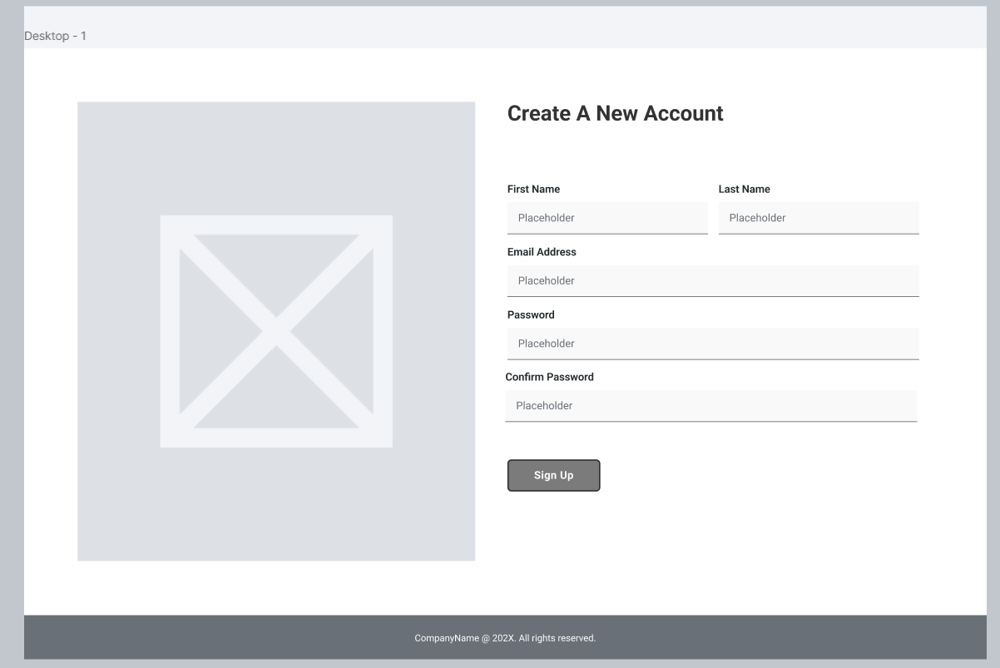 Desktop - 1
Create A New Account
First Name
Last Name
Placeholder
Placeholder
Email Address
Placeholder
Password
Placeholder
Confirm Password
Placeholder
Sign Up
CompanyName @ 202X. All rights reserved.